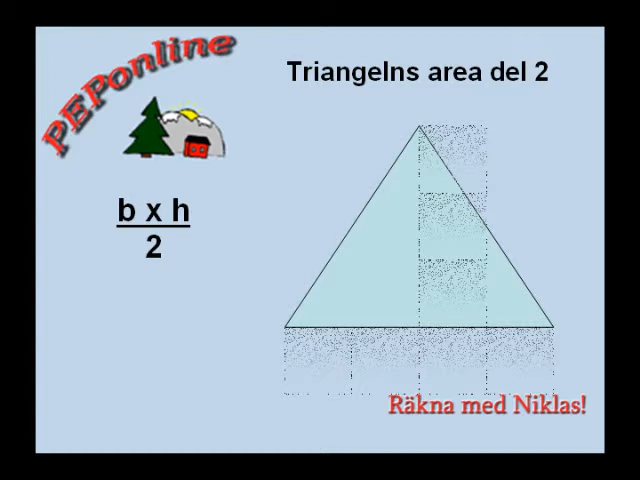 PEPonline
Triangelns area del 2
b x h
2
Räkna med Niklas!